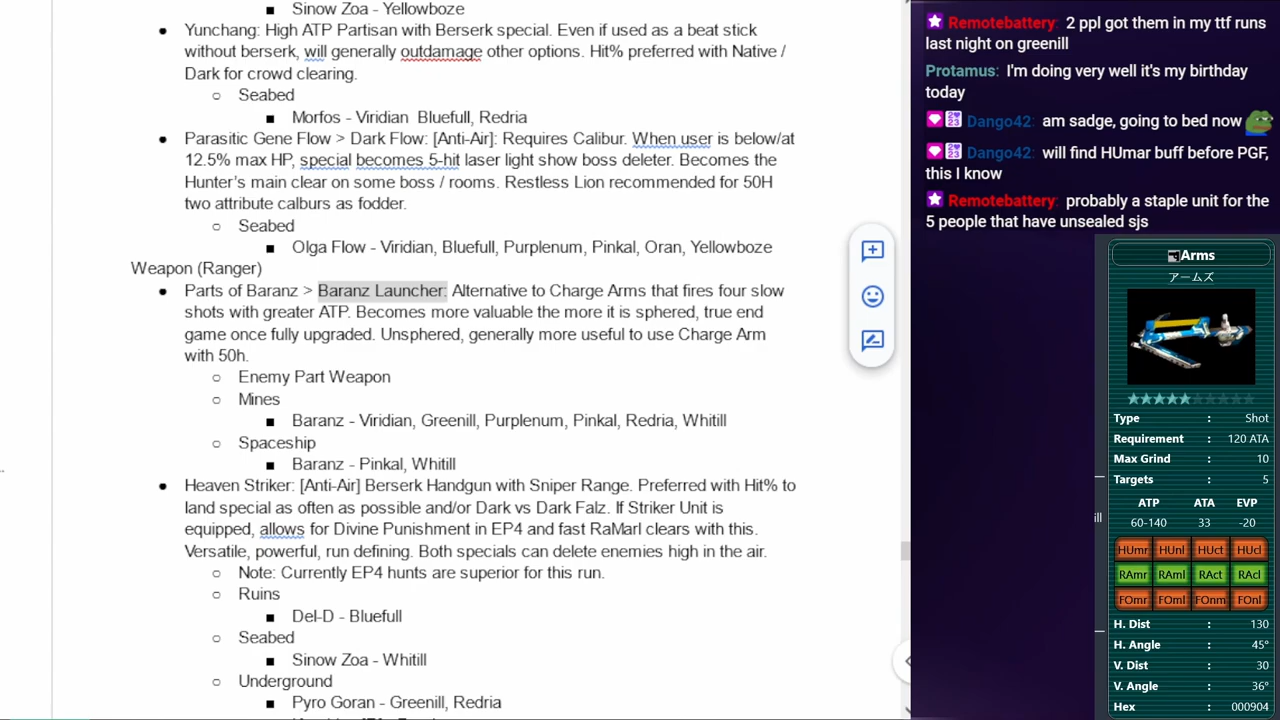 Sinow Zoa - Yellowboze
Yunchang: High ATP Partisan with Berserk special. Even if used as a beat stick
without berserk, will generally outdamage other options. Hit% preferred with Native /
Dark for crowd clearing.
Seabed
Morfos - Viridian  Bluefull, Redria
Parasitic Gene Flow > Dark Flow: [Anti-Air]: Requires Calibur. When user is below/at
12.5% max HP, special becomes 5-hit laser light show boss deleter. Becomes the
Hunter's main clear on some boss / rooms. Restless Lion recommended for 50H
two attribute calburs as fodder.
Seabed
Olga Flow - Viridian, Bluefull, Purplenum, Pinkal, Oran, Yellowboze
Weapon (Ranger)
Parts of Baranz > Baranz Launcher: Alternative to Charge Arms that fires four slow
shots with greater ATP. Becomes more valuable the more it is sphered, true end
game once fully upgraded. Unsphered, generally more useful to use Charge Arm
with 50h.
Enemy Part Weapon
Mines
Baranz - Viridian, Greenill, Purplenum, Pinkal, Redria, Whitill
Spaceship
Baranz - Pinkal, Whitill
Heaven Striker: [Anti-Air] Berserk Handgun with Sniper Range. Preferred with Hit% to
land special as often as possible and/or Dark vs Dark Falz. If Striker Unit is
equipped, allows for Divine Punishment in EP4 and fast RaMarl clears with this.
Versatile, powerful, run defining. Both specials can delete enemies high in the air.
Note: Currently EP4 hunts are superior for this run.
Ruins
Del-D - Bluefull
Seabed
Sinow Zoa - Whitill
Underground
Pyro Goran - Greenill, Redria
Remotebattery: 2 ppl got them in my ttf runs
last night on greenill
Protamus: I'm doing very well it's my birthday
today
Dango42: am sadge, going to bed now
Dango42: will find HUmar buff before PGF,
this I know
Remotebattery: probably a staple unit for the
5 people that have unsealed sjs
Arms
アームズ
Type : Shot
Requirement : 120 ATA
Max Grind : 10
Targets : 5
ATP ATA EVP
60-140 33 -20
HUmr HUnl HUct HUcl
RAmr RAml RAct RAcl
FOmr FOml FOnm FOnl
H. Dist : 130
H. Angle : 45°
V. Dist : 30
V. Angle : 36°
Hex : 000904
ill